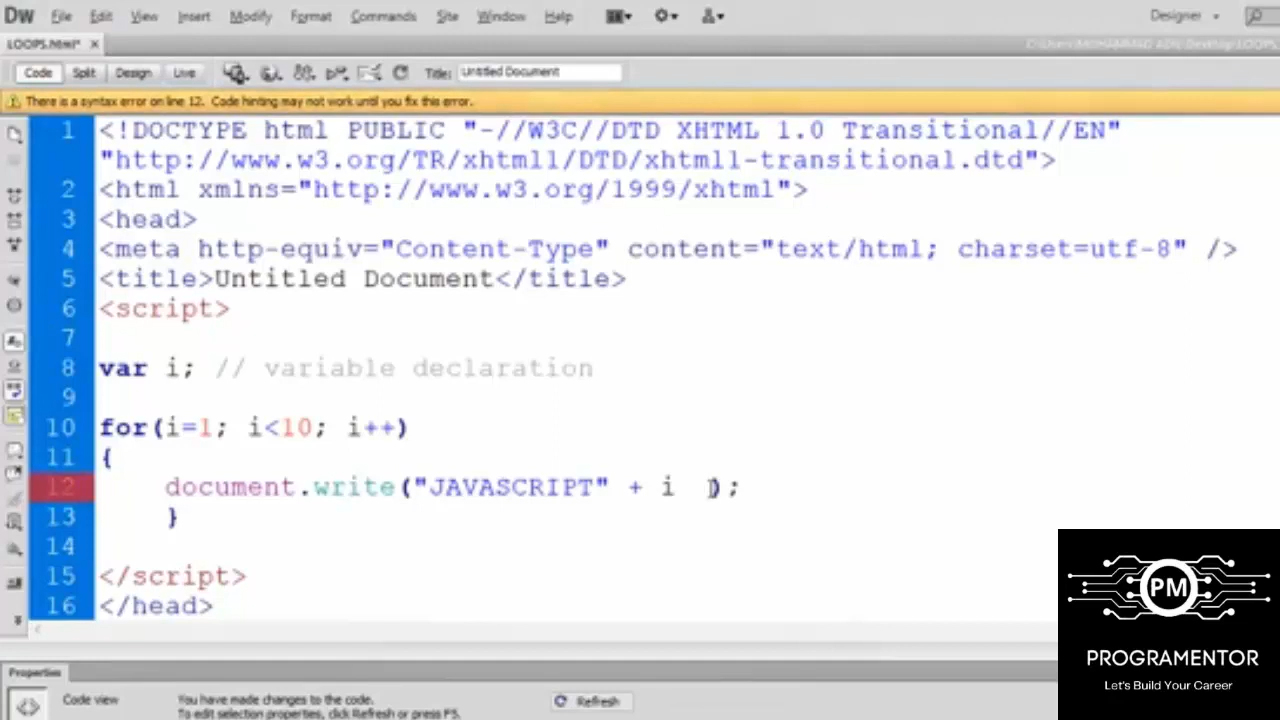 Dw File Edit View Insert Modify Format Commands Site Window Help Designer
LOOPS.html* ×
Code Split Design Live Title: Untitled Document
There is a syntax error on line 12. Code hinting may not work until you fix this error.
1 <!DOCTYPE html PUBLIC "-//W3C//DTD XHTML 1.0 Transitional//EN"
"http://www.w3.org/TR/xhtml1/DTD/xhtml1-transitional.dtd">
2 <html xmlns="http://www.w3.org/1999/xhtml">
3 <head>
4 <meta http-equiv="Content-Type" content="text/html; charset=utf-8" />
5 <title>Untitled Document</title>
6 <script>
7
8 var i; // variable declaration
9
10 for(i=1; i<10; i++)
11 {
12 document.write("JAVASCRIPT" + i );
13 }
14
15 </script>
16 </head>
PM
PROGRAMENTOR
Let's Build Your Career
Properties
Code view
You have made changes to the code.
To edit selection properties, click Refresh or press F5.
Refresh